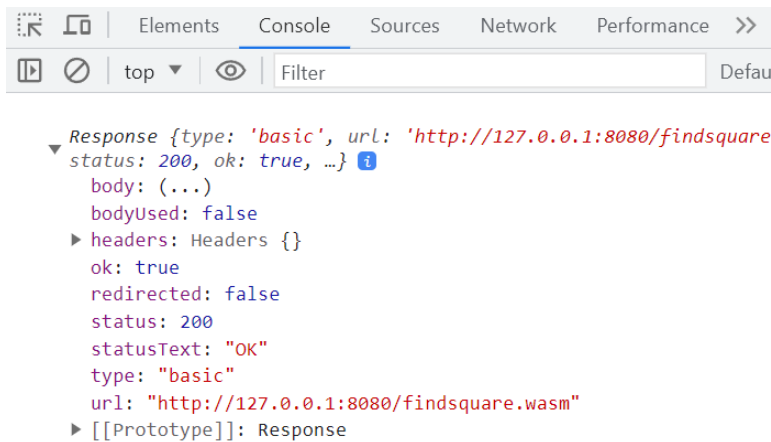 Elements Console Sources Network Performance
top Filter Defau
Response {type: 'basic', url: 'http://127.0.0.1:8080/findsquare
status: 200, ok: true, …} i
body: (...)
bodyUsed: false
headers: Headers {}
ok: true
redirected: false
status: 200
statusText: "OK"
type: "basic"
url: "http://127.0.0.1:8080/findsquare.wasm"
[[Prototype]]: Response